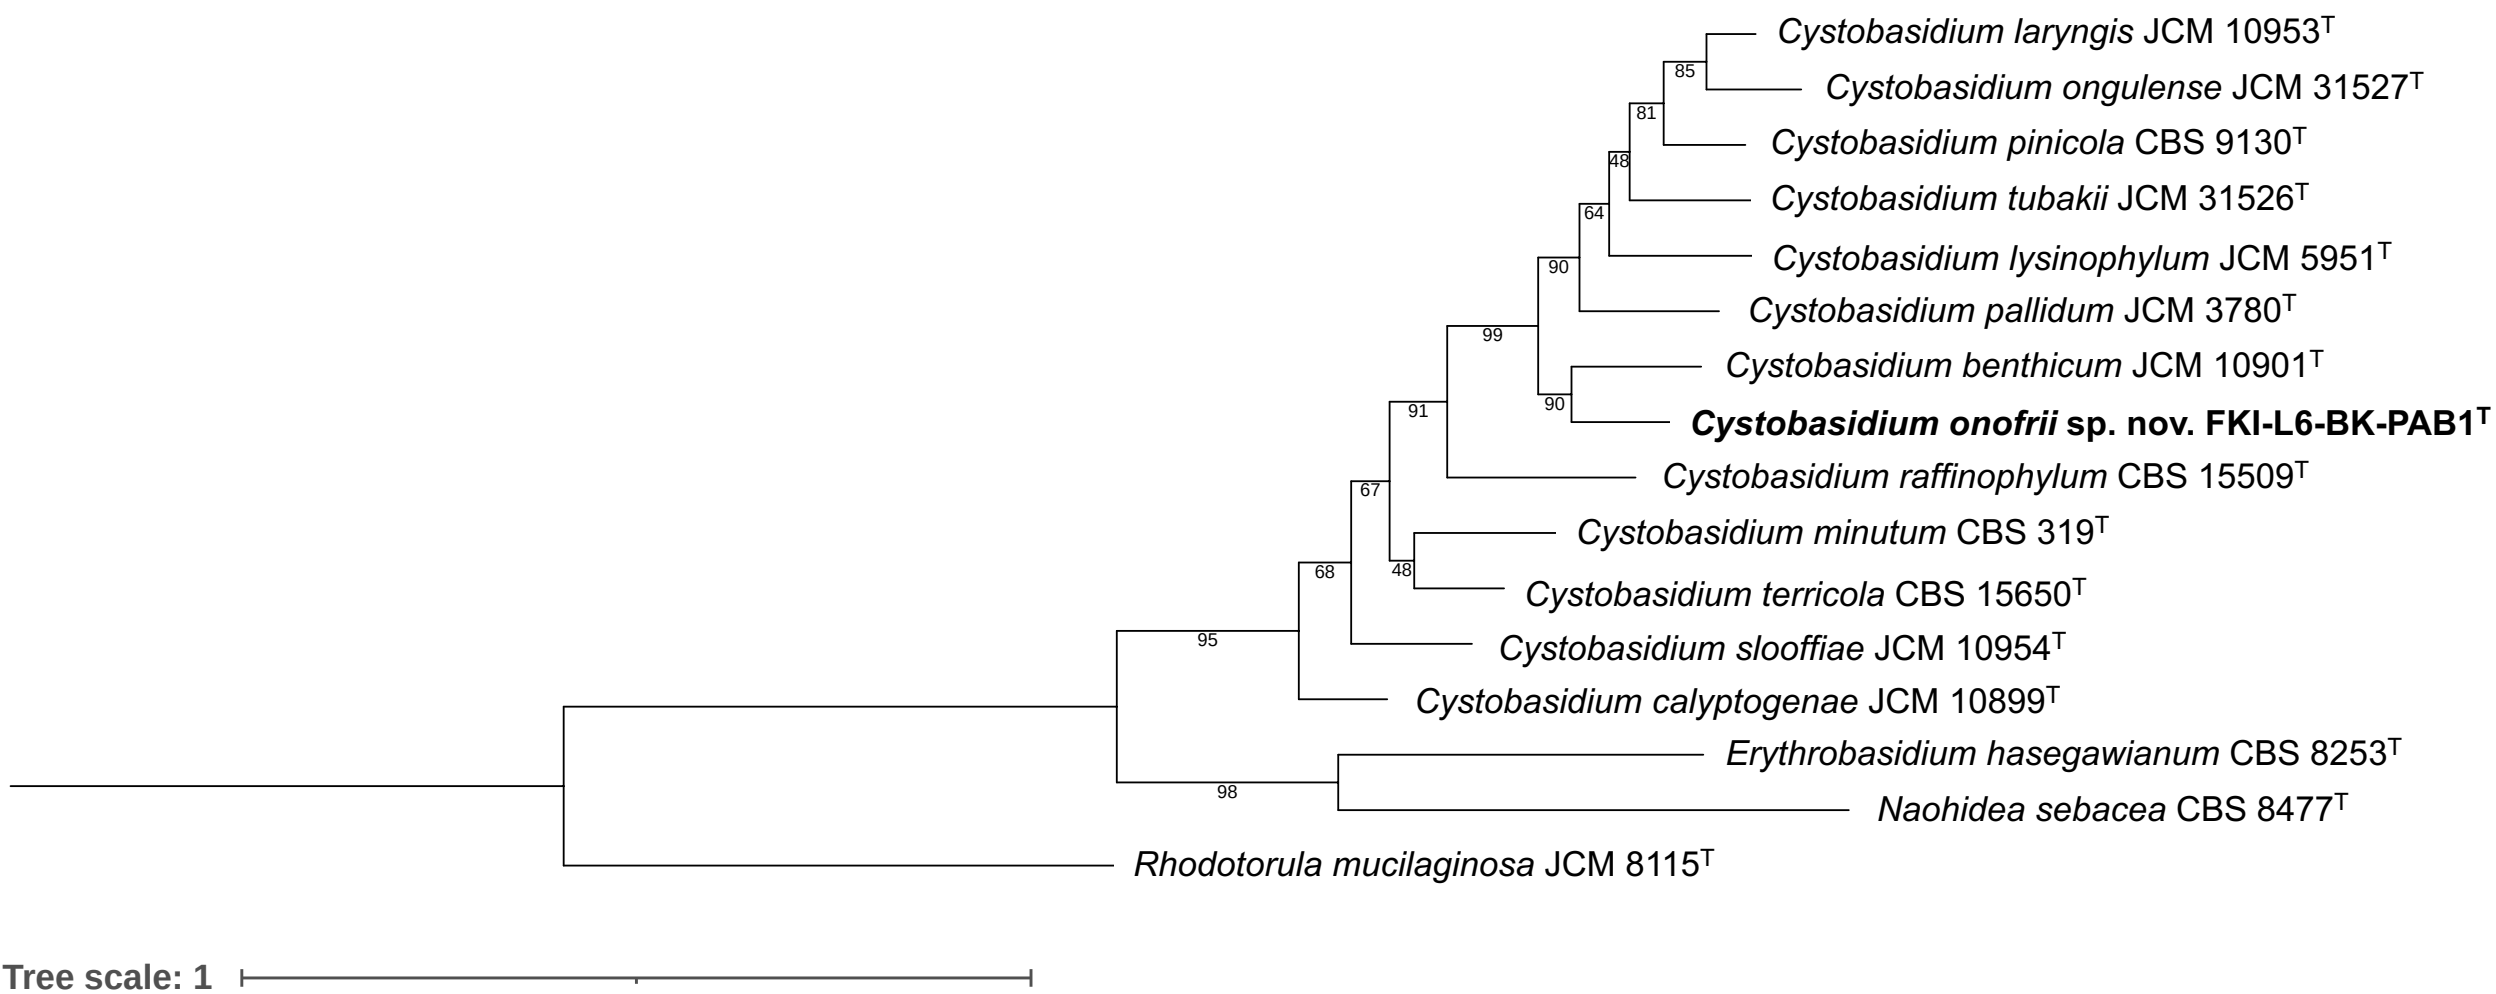 Cystobasidium laryngis JCM 10953T
85
Cystobasidium ongulense JCM 31527T
81
Cystobasidium pinicola CBS 9130T
48
Cystobasidium tubakii JCM 31526T
64
Cystobasidium lysinophylum JCM 5951T
90
Cystobasidium pallidum JCM 3780T
99
Cystobasidium benthicum JCM 10901T
90
Cystobasidium onofrii sp. nov. FKI-L6-BK-PAB1T
91
Cystobasidium raffinophylum CBS 15509T
67
Cystobasidium minutum CBS 319T
48
68
Cystobasidium terricola CBS 15650T
95
Cystobasidium slooffiae JCM 10954T
Cystobasidium calyptogenae JCM 10899T
Erythrobasidium hasegawianum CBS 8253T
98
Naohidea sebacea CBS 8477T
Rhodotorula mucilaginosa JCM 8115T
Tree scale: 1